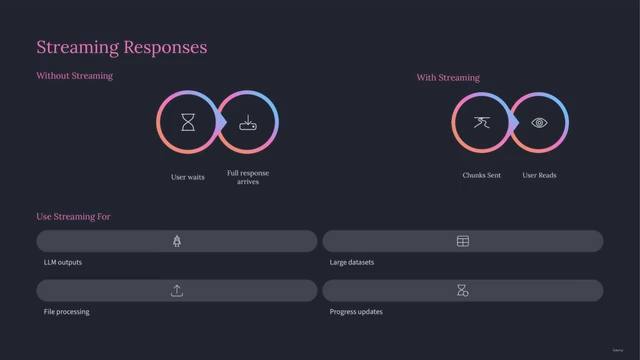 Streaming Responses
Without Streaming
With Streaming
User waits
Full response
arrives
Chunks Sent
User Reads
Use Streaming For
LLM outputs
Large datasets
File processing
Progress updates